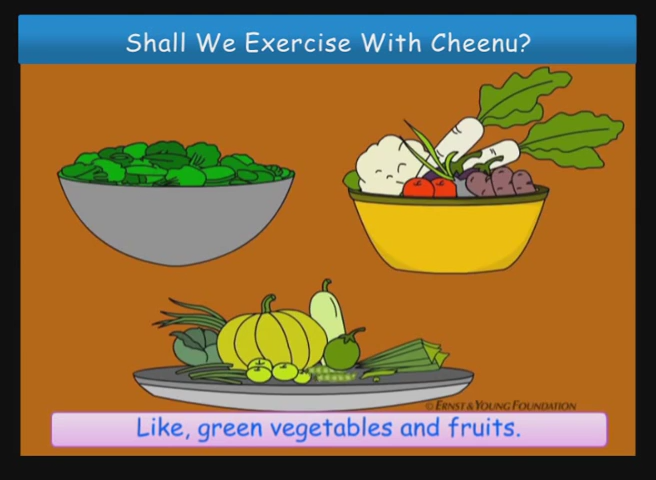 Shall We Exercise With Cheenu?
© ERNST & YOUNG FOUNDATION
Like, green vegetables and fruits.